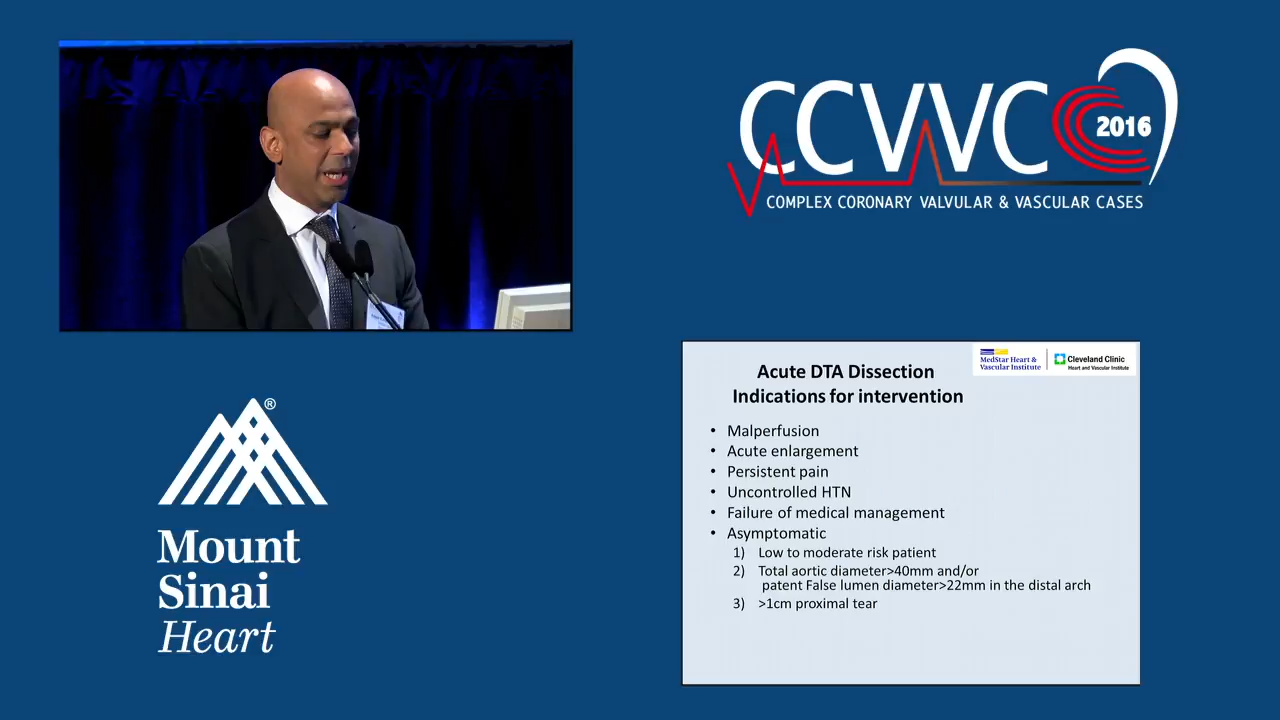 CCVVC
2016
COMPLEX CORONARY VALVULAR & VASCULAR CASES
MedStar Heart &
Vascular Institute
Cleveland Clinic
Heart and Vascular Institute
Acute DTA Dissection
Indications for intervention
• Malperfusion
• Acute enlargement
• Persistent pain
• Uncontrolled HTN
• Failure of medical management
• Asymptomatic
1) Low to moderate risk patient
2) Total aortic diameter>40mm and/or
patent False lumen diameter>22mm in the distal arch
3) >1cm proximal tear
®
Mount
Sinai
Heart